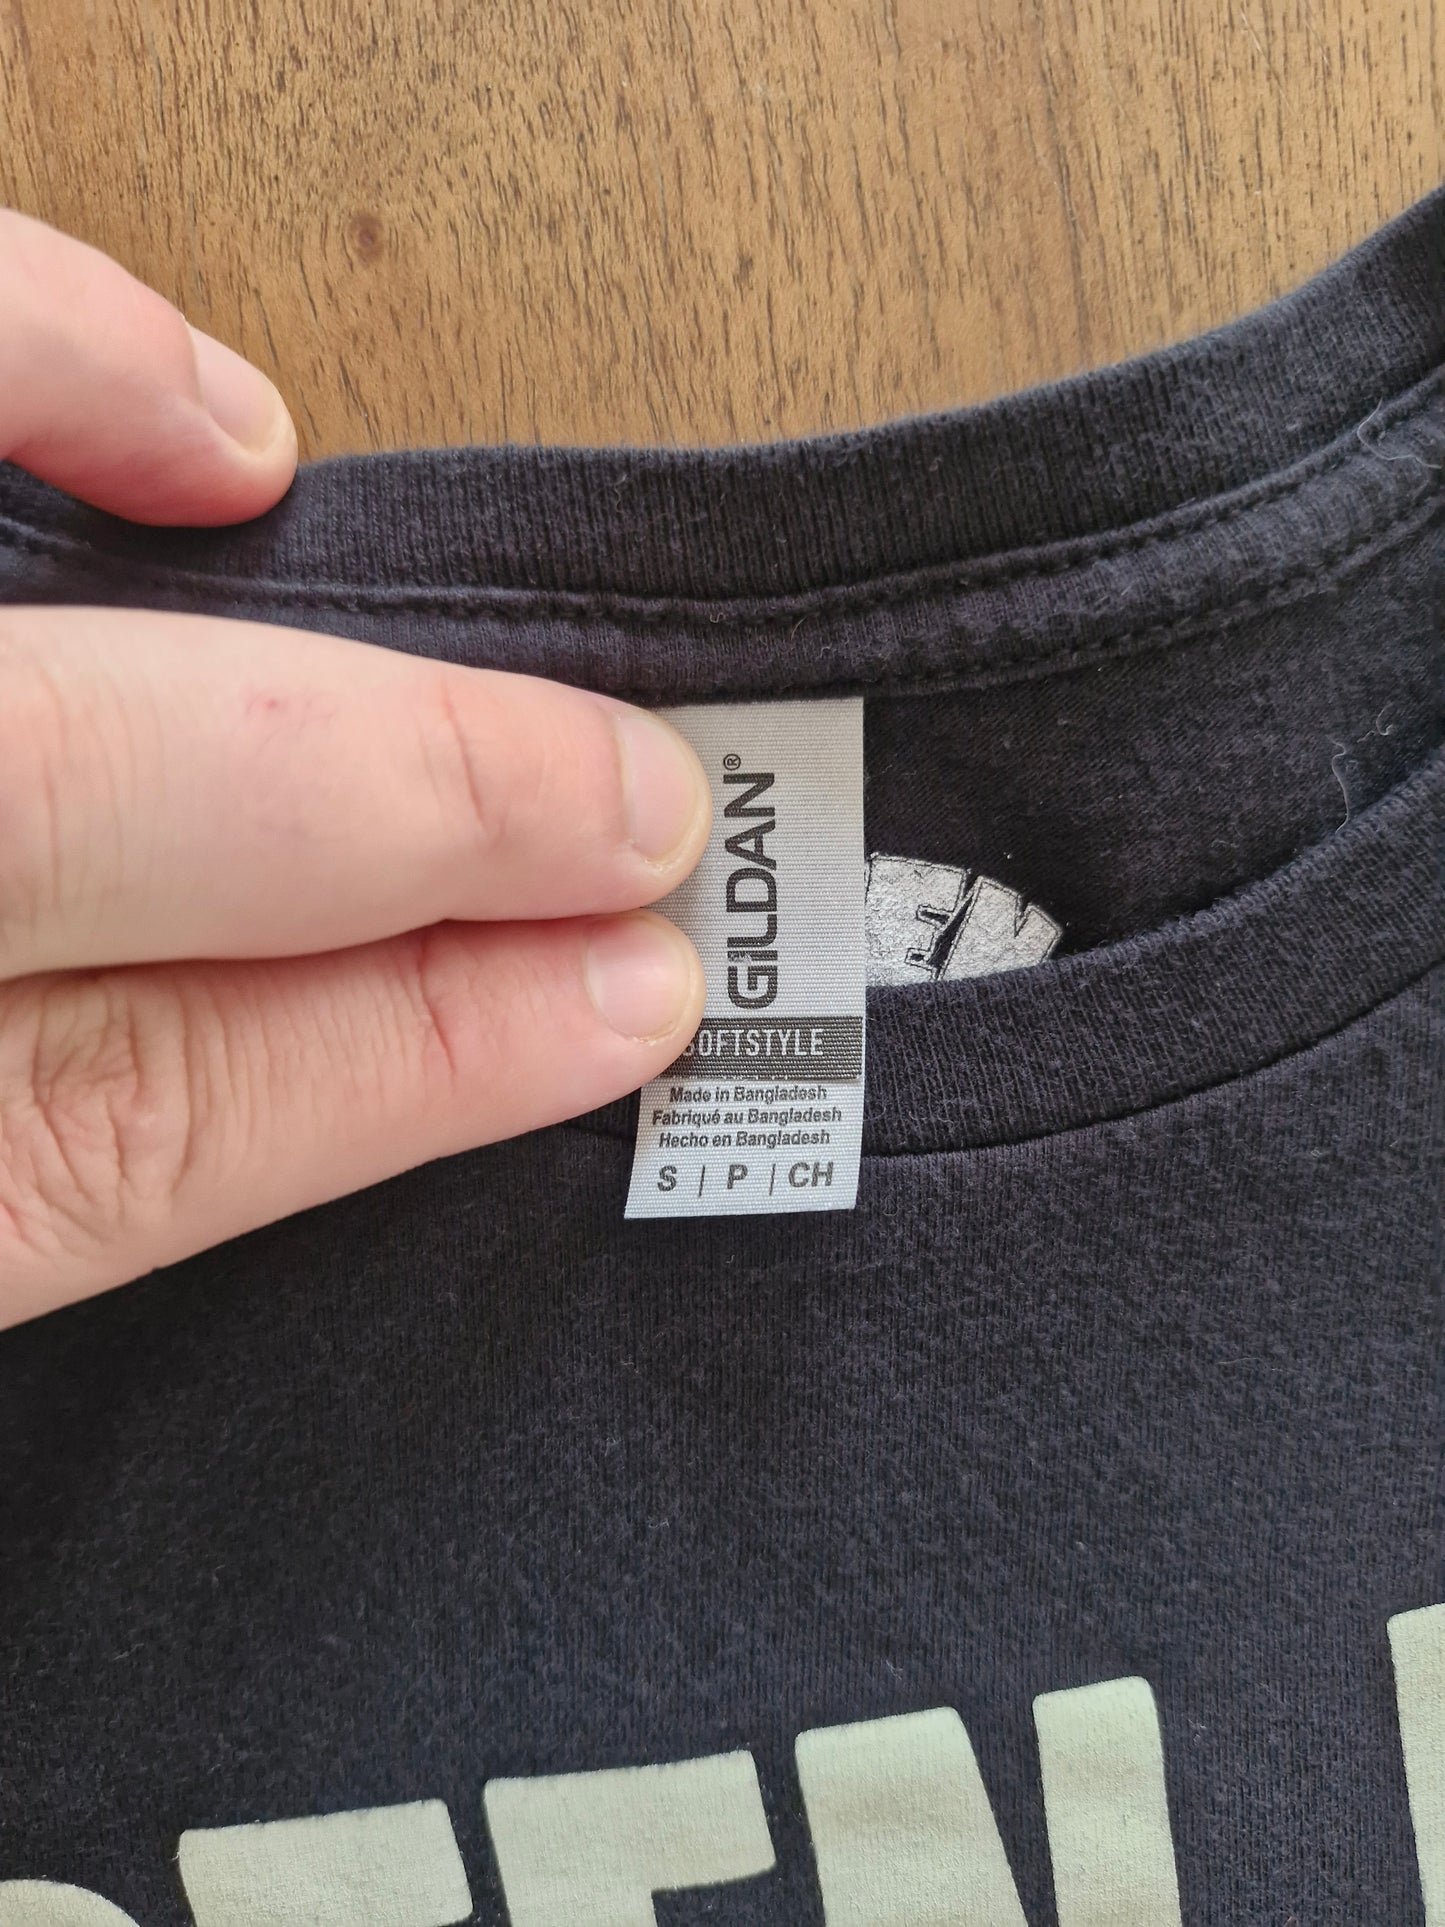 GiLDAN®
SOFTSTYLE
Made in Bangladesh
Fabriqué au Bangladesh
Hecho en Bangladesh
S | P | CH